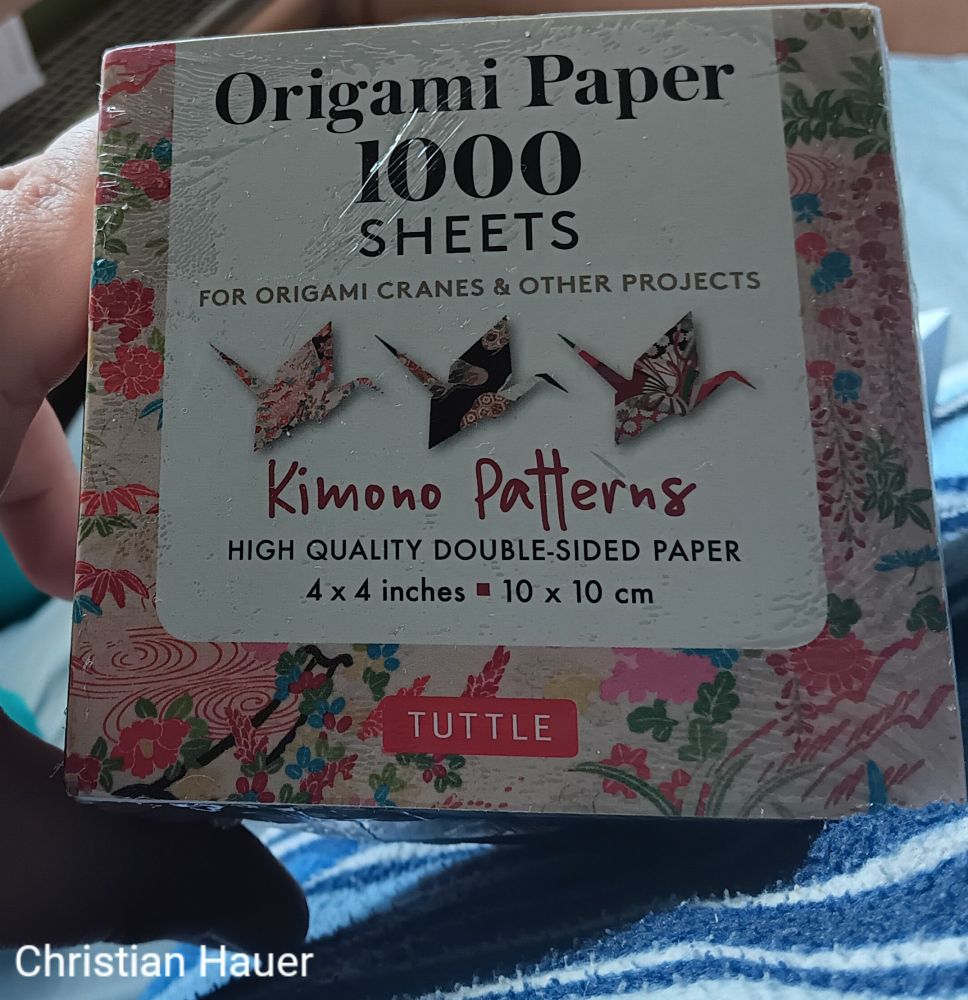 Origami Paper
1000
SHEETS
FOR ORIGAMI CRANES & OTHER PROJECTS
Kimono Patterns
HIGH QUALITY DOUBLE-SIDED PAPER
4 x 4 inches ■ 10 x 10 cm
TUTTLE
Christian Hauer